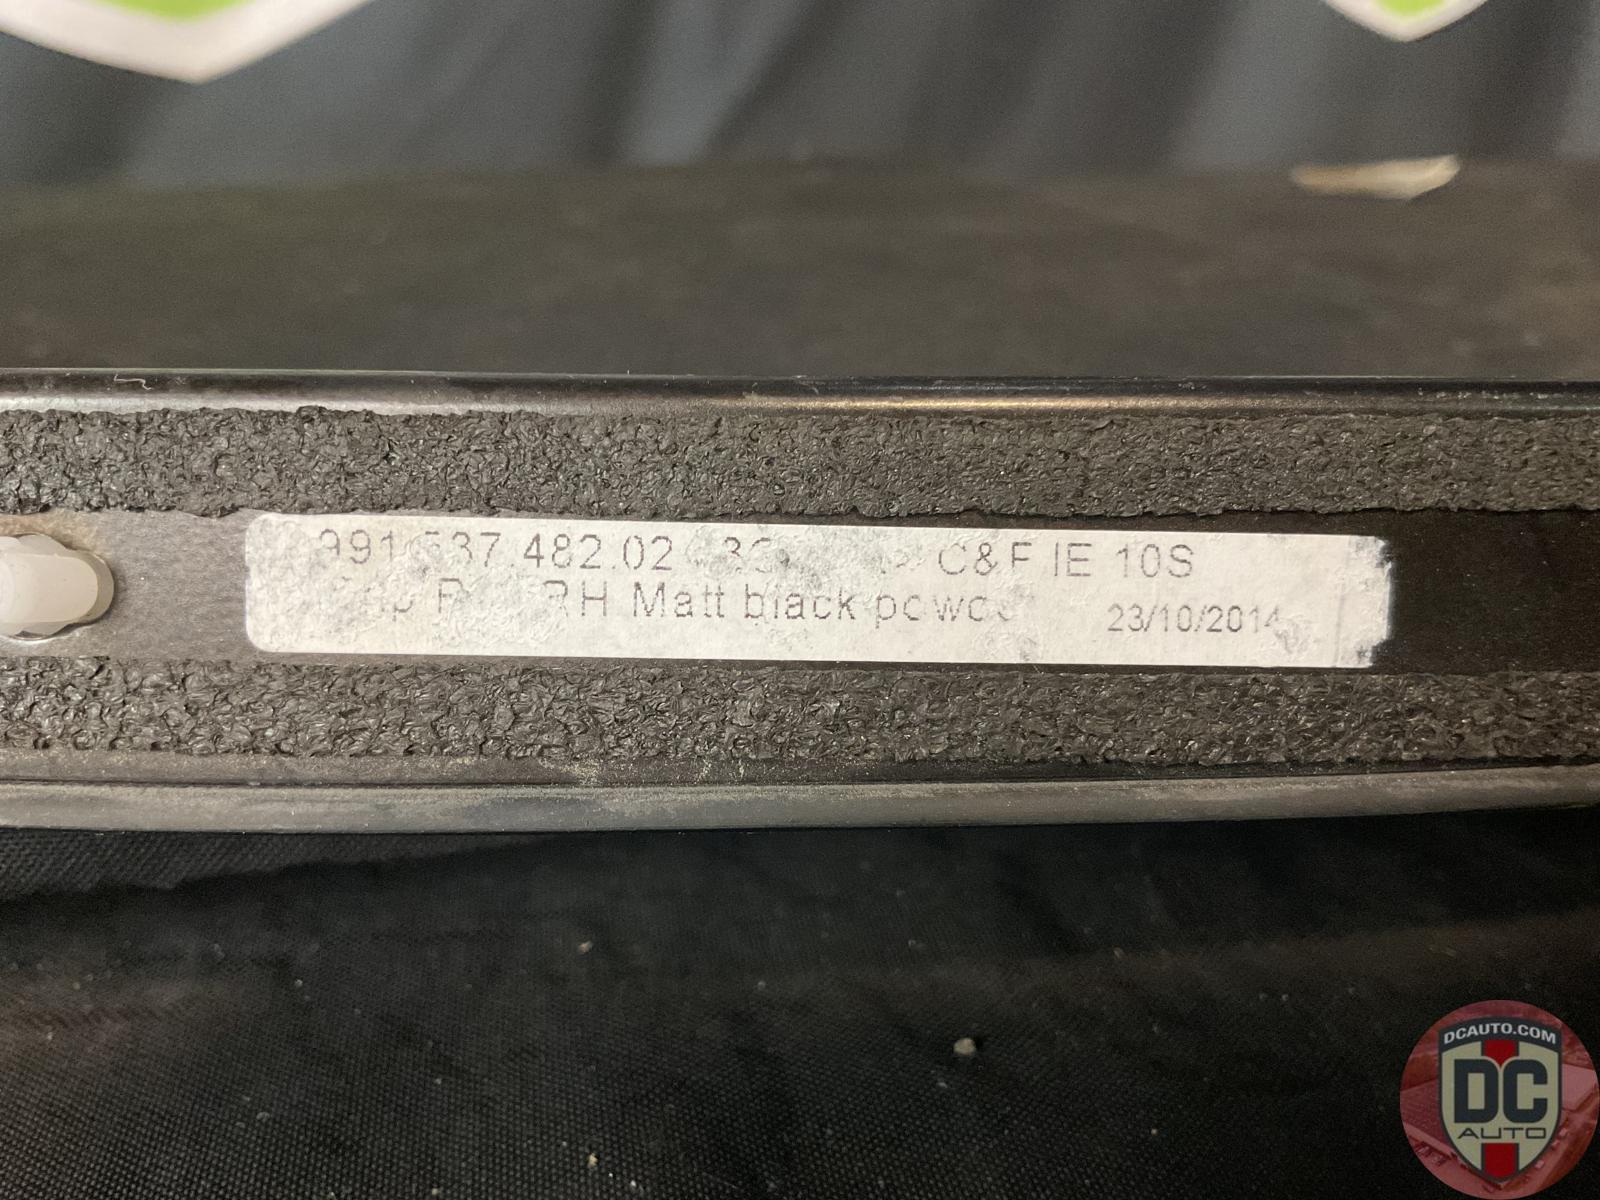 991.537.482.02 C&F IE 10S
RH Matt black
23/10/2014
DCAUTO.COM
DC
AUTO